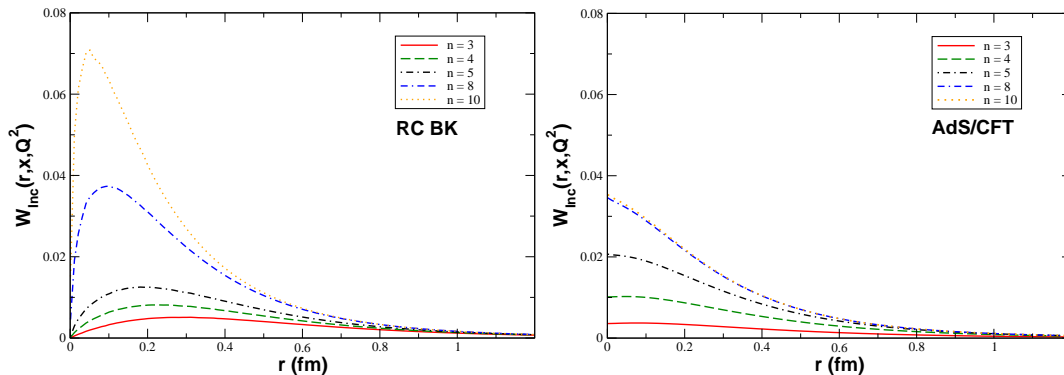 0.08
0.06
0.04
0.02
0
W_Inc(r,x,Q^2)
n = 3
n = 4
n = 5
n = 8
n = 10
RC BK
0 0.2 0.4 0.6 0.8 1
r (fm)
0.08
0.06
0.04
0.02
0
W_Inc(r,x,Q^2)
n = 3
n = 4
n = 5
n = 8
n = 10
AdS/CFT
0 0.2 0.4 0.6 0.8 1
r (fm)